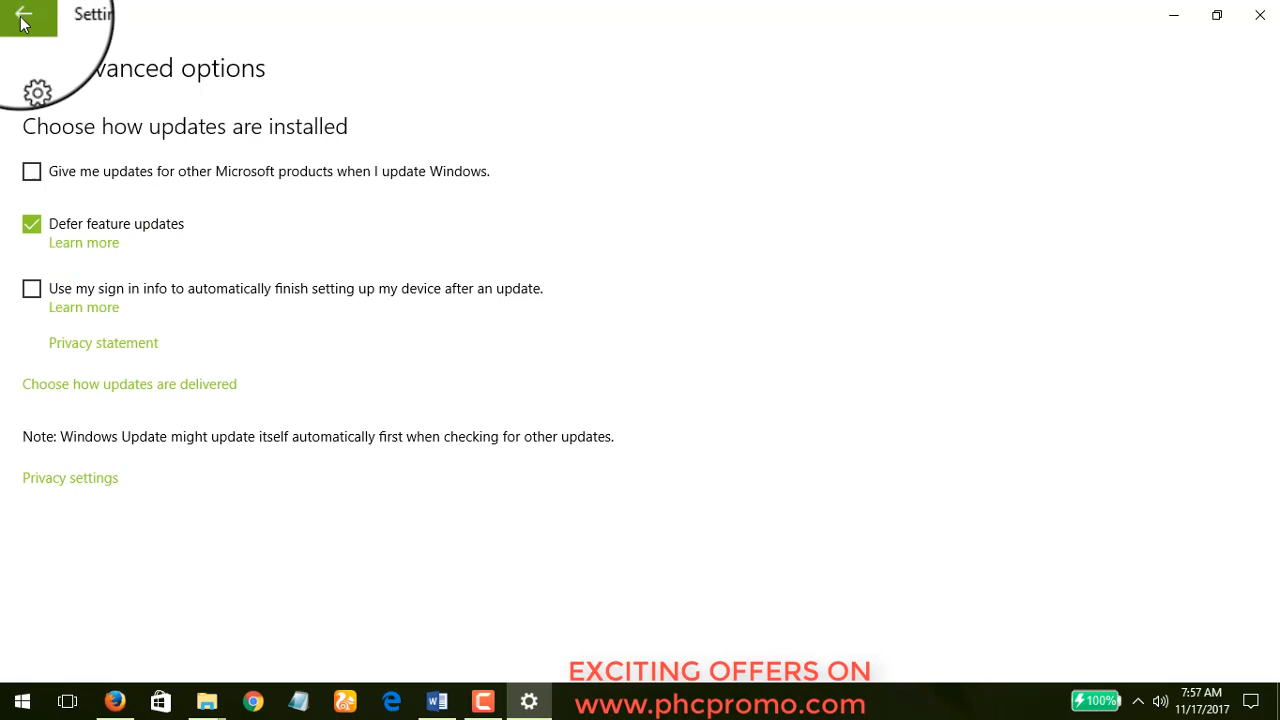 Settin
vanced options
Choose how updates are installed
Give me updates for other Microsoft products when I update Windows.
Defer feature updates
Learn more
Use my sign in info to automatically finish setting up my device after an update.
Learn more
Privacy statement
Choose how updates are delivered
Note: Windows Update might update itself automatically first when checking for other updates.
Privacy settings
EXCITING OFFERS ON
www.phcpromo.com
100%
7:57 AM
11/17/2017